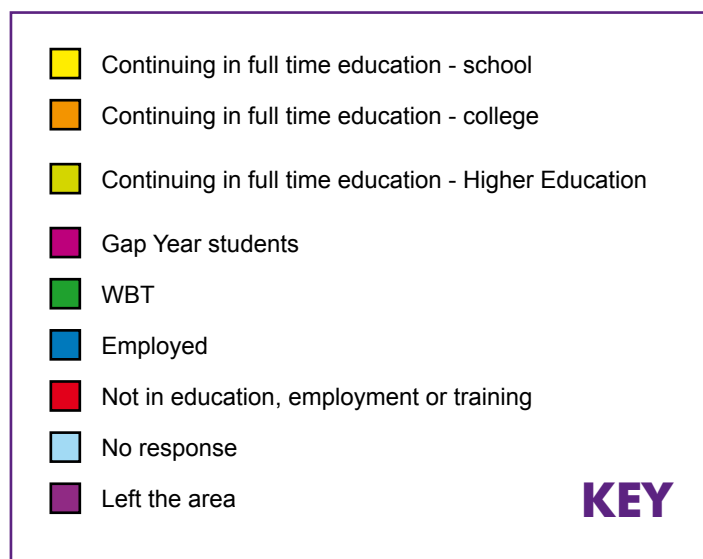 Continuing in full time education - school
Continuing in full time education - college
Continuing in full time education - Higher Education
Gap Year students
WBT
Employed
Not in education, employment or training
No response
Left the area
KEY